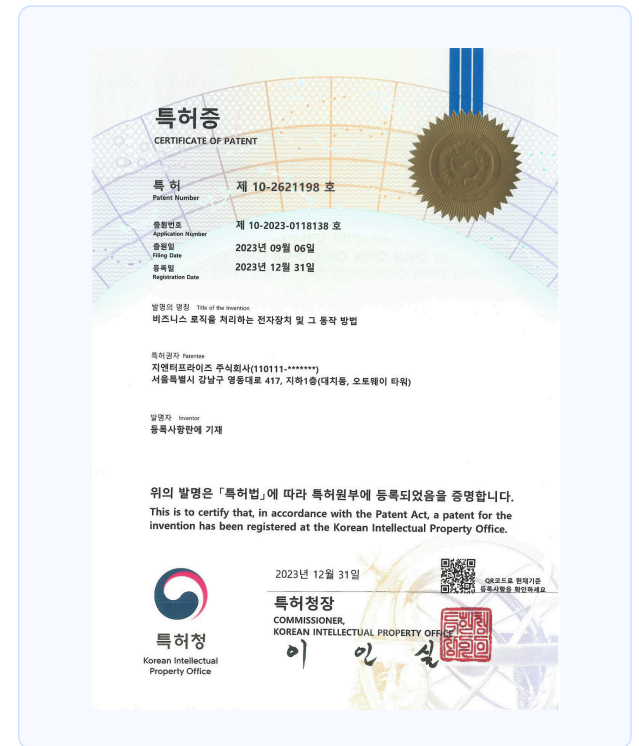 특허증
CERTIFICATE OF PATENT
특 허 제 10-2621198 호
Patent Number
출원번호 제 10-2023-0118138 호
Application Number
출원일 2023년 09월 06일
Filing Date
등록일 2023년 12월 31일
Registration Date
발명의 명칭 Title of the Invention
비즈니스 로직을 처리하는 전자장치 및 그 동작 방법
특허권자 Patentee
지엔터프라이즈 주식회사(110111-*******)
서울특별시 강남구 영동대로 417, 지하1층(대치동, 오토웨이 타워)
발명자 Inventor
등록사항란에 기재
위의 발명은 「특허법」에 따라 특허원부에 등록되었음을 증명합니다.
This is to certify that, in accordance with the Patent Act, a patent for the
invention has been registered at the Korean Intellectual Property Office.
2023년 12월 31일
QR코드로 현재기준
등록사항을 확인하세요
특허청장
COMMISSIONER,
KOREAN INTELLECTUAL PROPERTY OFFICE
이 인 실
특허청
Korean Intellectual
Property Office